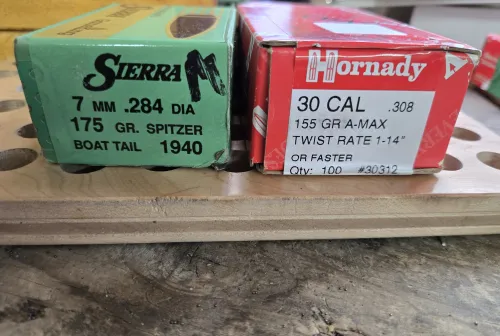 SIERRA M
7 MM .284 DIA
175 GR. SPITZER
BOAT TAIL 1940
Hornady
30 CAL .308
155 GR A-MAX
TWIST RATE 1-14"
OR FASTER
Qty: 100 #30312